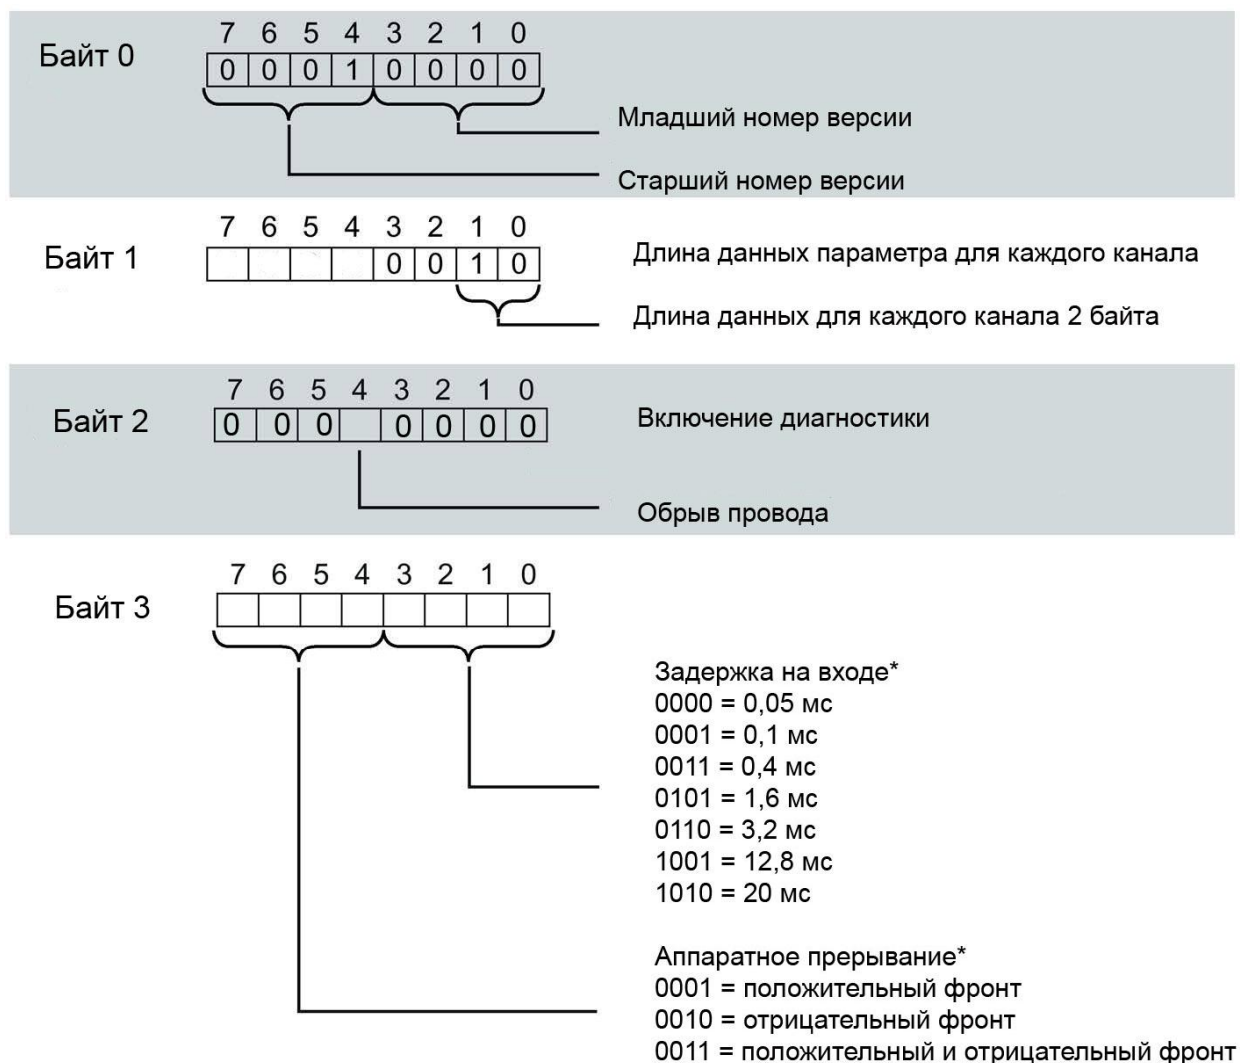 7 6 5 4 3 2 1 0
Байт 0
0 0 0 1 0 0 0 0
Младший номер версии
Старший номер версии
7 6 5 4 3 2 1 0
Байт 1
0 0 1 0
Длина данных параметра для каждого канала
Длина данных для каждого канала 2 байта
7 6 5 4 3 2 1 0
Байт 2
0 0 0 0 0 0 0
Включение диагностики
Обрыв провода
7 6 5 4 3 2 1 0
Байт 3
Задержка на входе*
0000 = 0,05 мс
0001 = 0,1 мс
0011 = 0,4 мс
0101 = 1,6 мс
0110 = 3,2 мс
1001 = 12,8 мс
1010 = 20 мс
Аппаратное прерывание*
0001 = положительный фронт
0010 = отрицательный фронт
0011 = положительный и отрицательный фронт